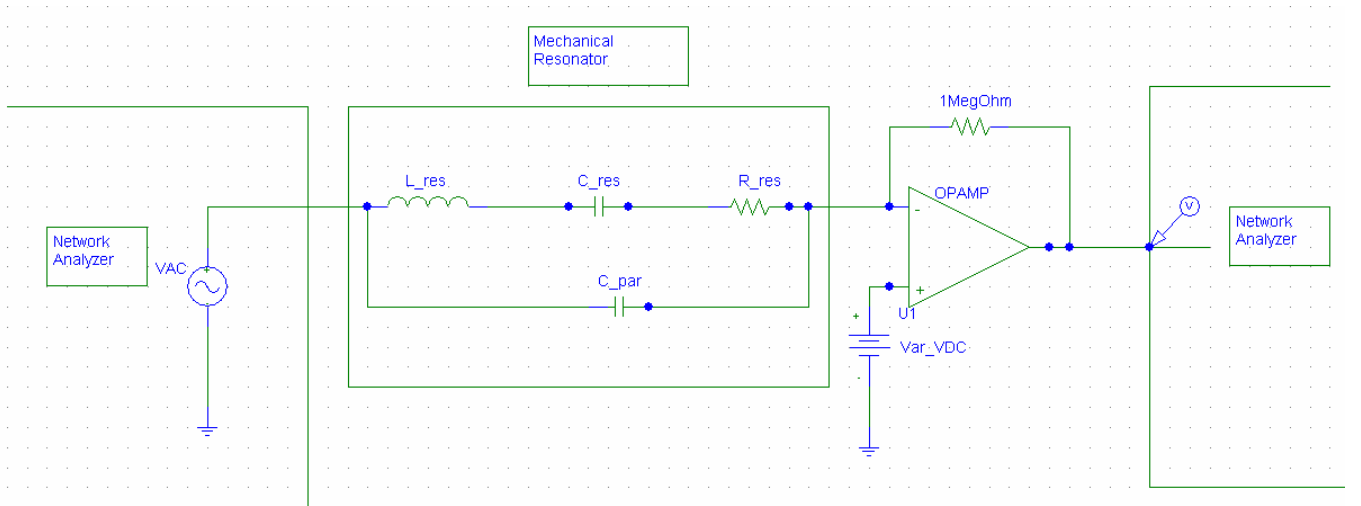 Mechanical
Resonator
1MegOhm
L_res
C_res
R_res
OPAMP
-
V
Network
Analyzer
Network
Analyzer
VAC
+
C_par
+
U1
+
Var_VDC
-